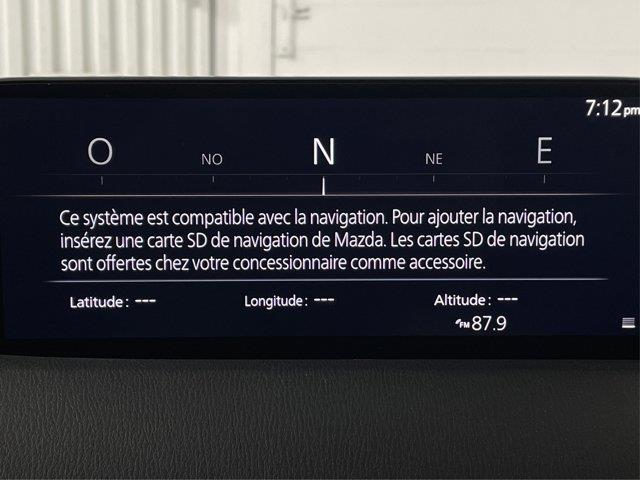 7:12 pm
O NO N NE E
Ce système est compatible avec la navigation. Pour ajouter la navigation,
insérez une carte SD de navigation de Mazda. Les cartes SD de navigation
sont offertes chez votre concessionnaire comme accessoire.
Latitude: --- Longitude: --- Altitude: ---
FM 87.9